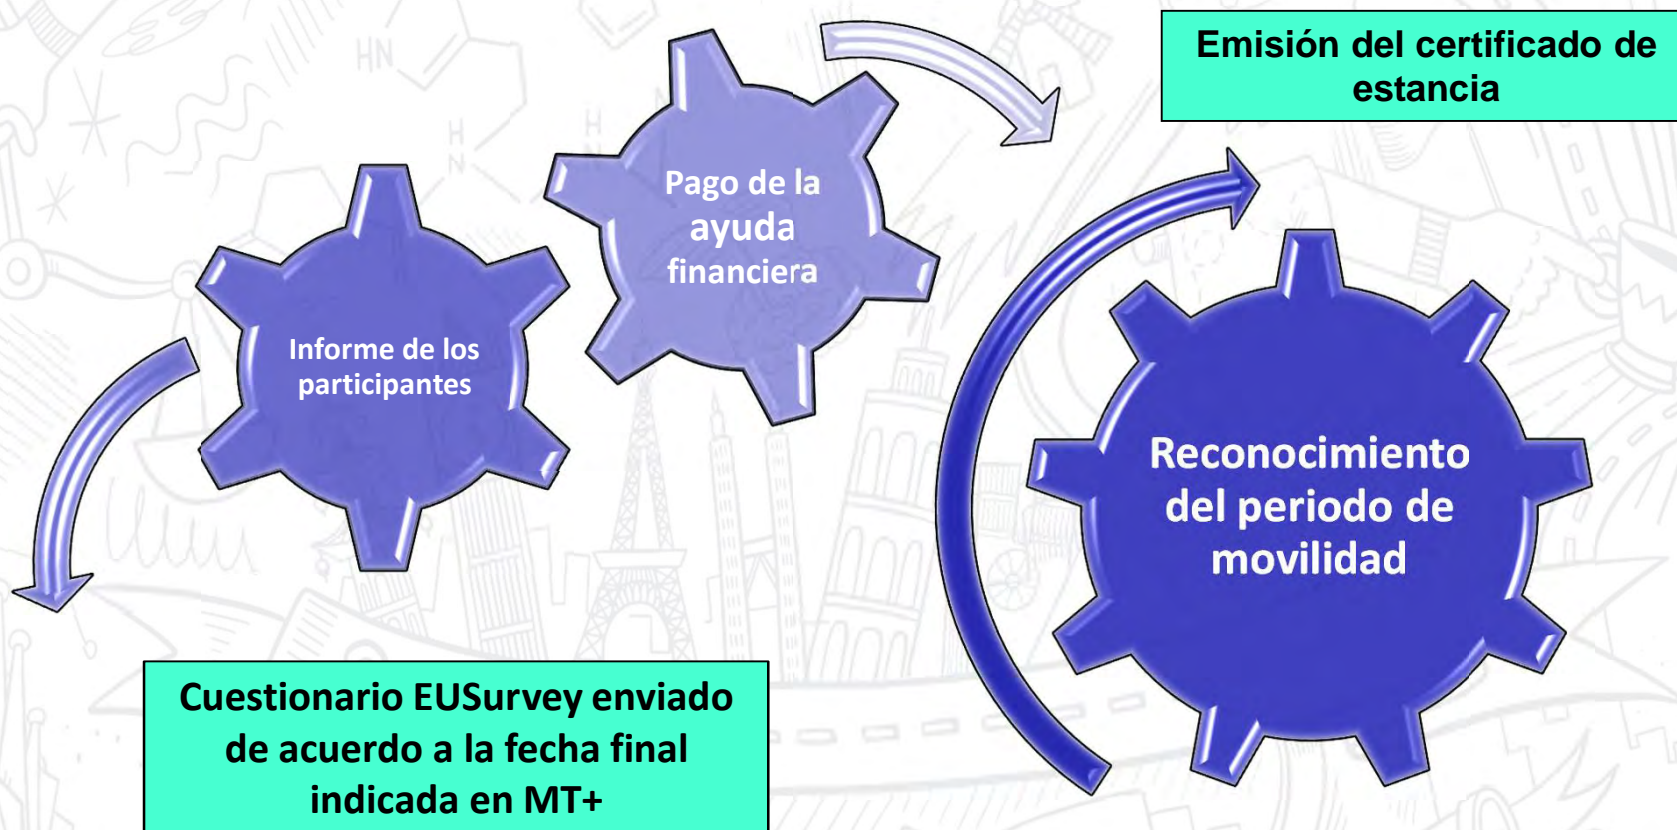 Emisión del certificado de
estancia
Pago de la
ayuda
financiera
Informe de los
participantes
Reconocimiento
del periodo de
movilidad
Cuestionario EUSurvey enviado
de acuerdo a la fecha final
indicada en MT+
HN
H
N
H